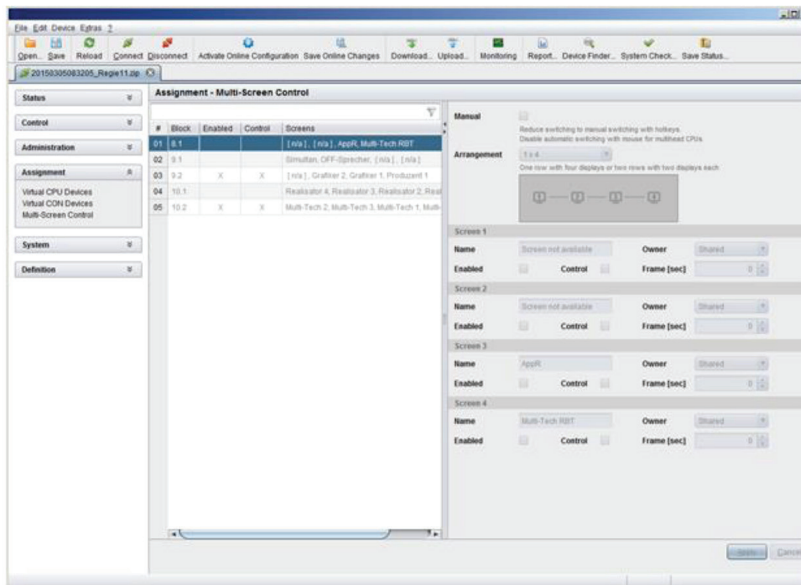 File Edit Device Extras ?
Open... Save Reload Connect Disconnect Activate Online Configuration Save Online Changes Download... Upload... Monitoring Report... Device Finder... System Check... Save Status...
20150305083205_Regie11.zip
Status
Control
Administration
Assignment
Virtual CPU Devices
Virtual CON Devices
Multi-Screen Control
System
Definition
Assignment - Multi-Screen Control
# Block Enabled Control Screens
01 8.1 [ n/a ] , [ n/a ] , AppR, Multi-Tech RBT
02 9.1 Simultan, OFF-Sprecher, [ n/a ] , [ n/a ]
03 9.2 X X [ n/a ] , Grafiker 2, Grafiker 1, Produzent 1
04 10.1 Realisator 4, Realisator 3, Realisator 2, Real
05 10.2 X X Multi-Tech 2, Multi-Tech 3, Multi-Tech 1, Multi-
Manual
Reduce switching to manual switching with hotkeys.
Disable automatic switching with mouse for multihead CPUs.
Arrangement 1 x 4
One row with four displays or two rows with two displays each
1 2 3 4
Screen 1
Name Screen not available Owner Shared
Enabled Control Frame [sec] 0
Screen 2
Name Screen not available Owner Shared
Enabled Control Frame [sec] 0
Screen 3
Name AppR Owner Shared
Enabled Control Frame [sec] 0
Screen 4
Name Multi-Tech RBT Owner Shared
Enabled Control Frame [sec] 0
Apply Cancel